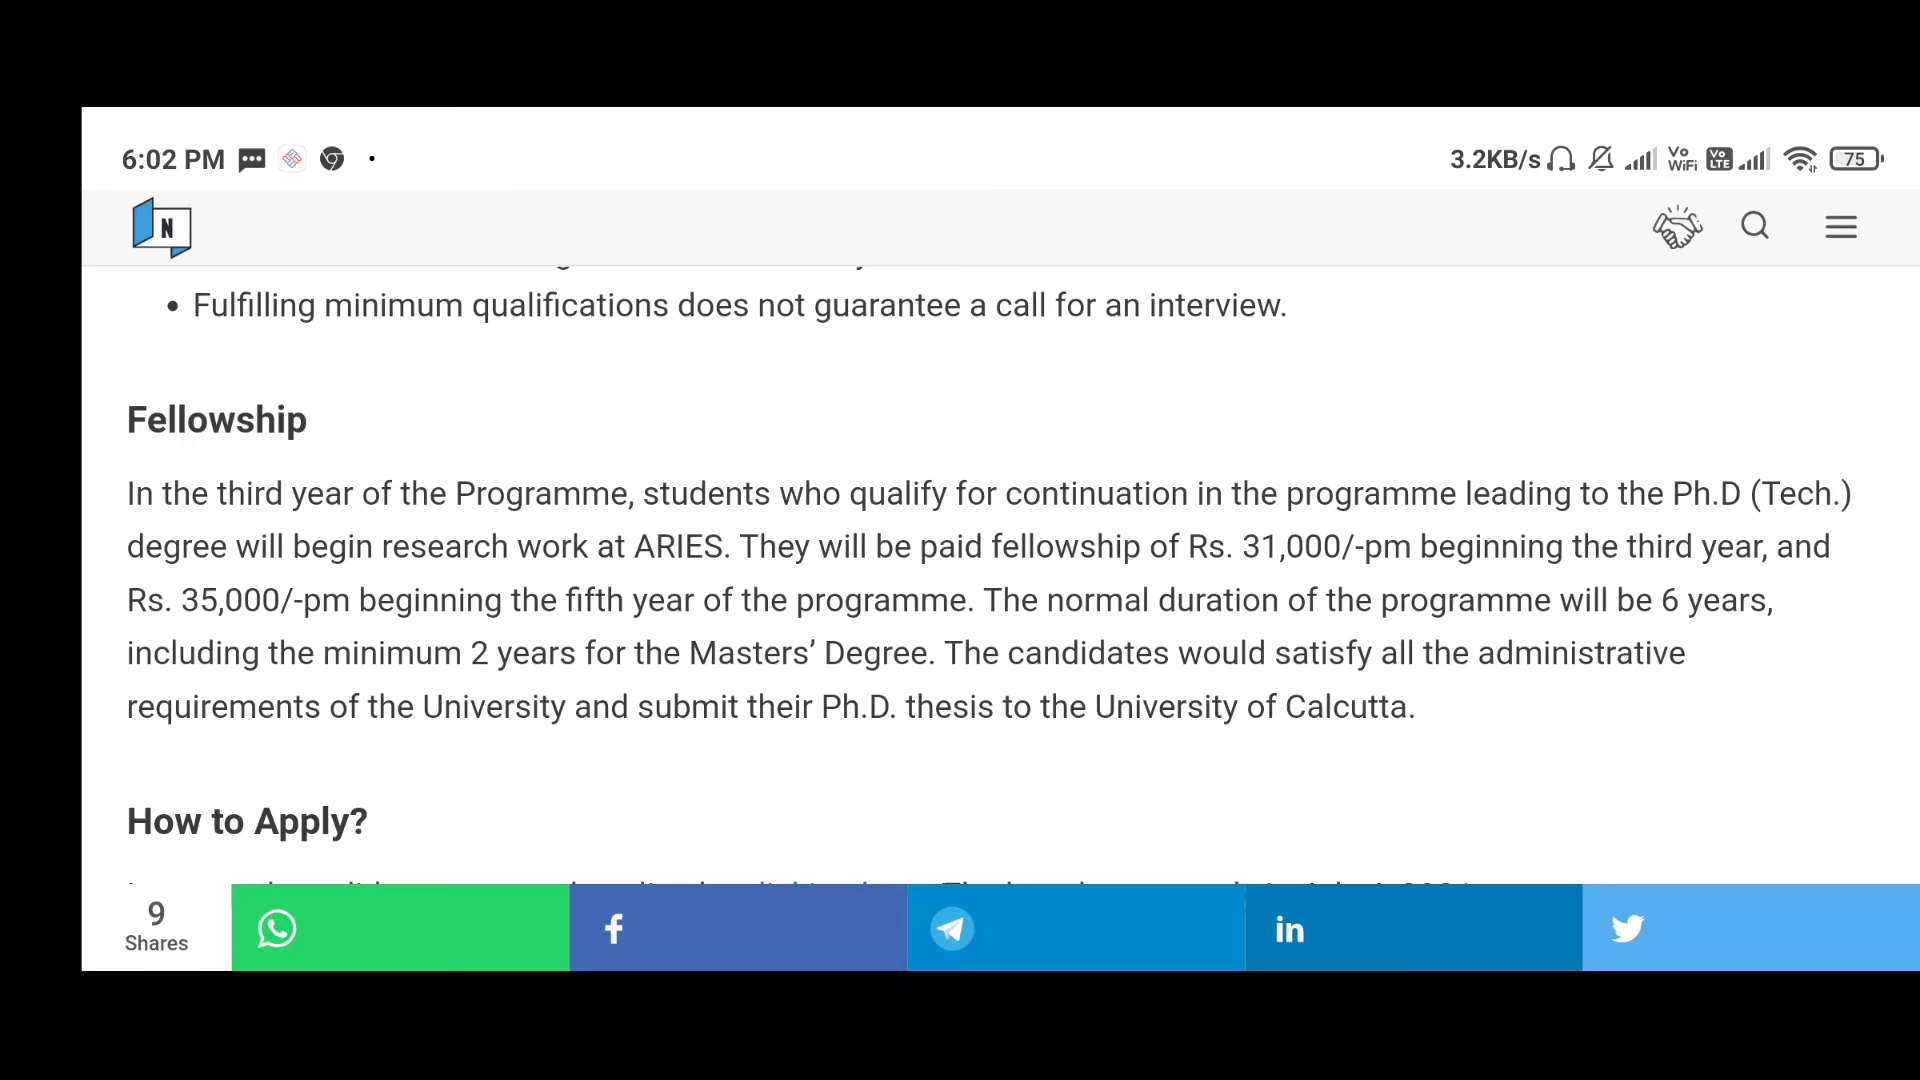 6:02 PM
3.2KB/s Vo WiFi Vo LTE 75
N
• Fulfilling minimum qualifications does not guarantee a call for an interview.
Fellowship
In the third year of the Programme, students who qualify for continuation in the programme leading to the Ph.D (Tech.)
degree will begin research work at ARIES. They will be paid fellowship of Rs. 31,000/-pm beginning the third year, and
Rs. 35,000/-pm beginning the fifth year of the programme. The normal duration of the programme will be 6 years,
including the minimum 2 years for the Masters’ Degree. The candidates would satisfy all the administrative
requirements of the University and submit their Ph.D. thesis to the University of Calcutta.
How to Apply?
9
Shares
f
in